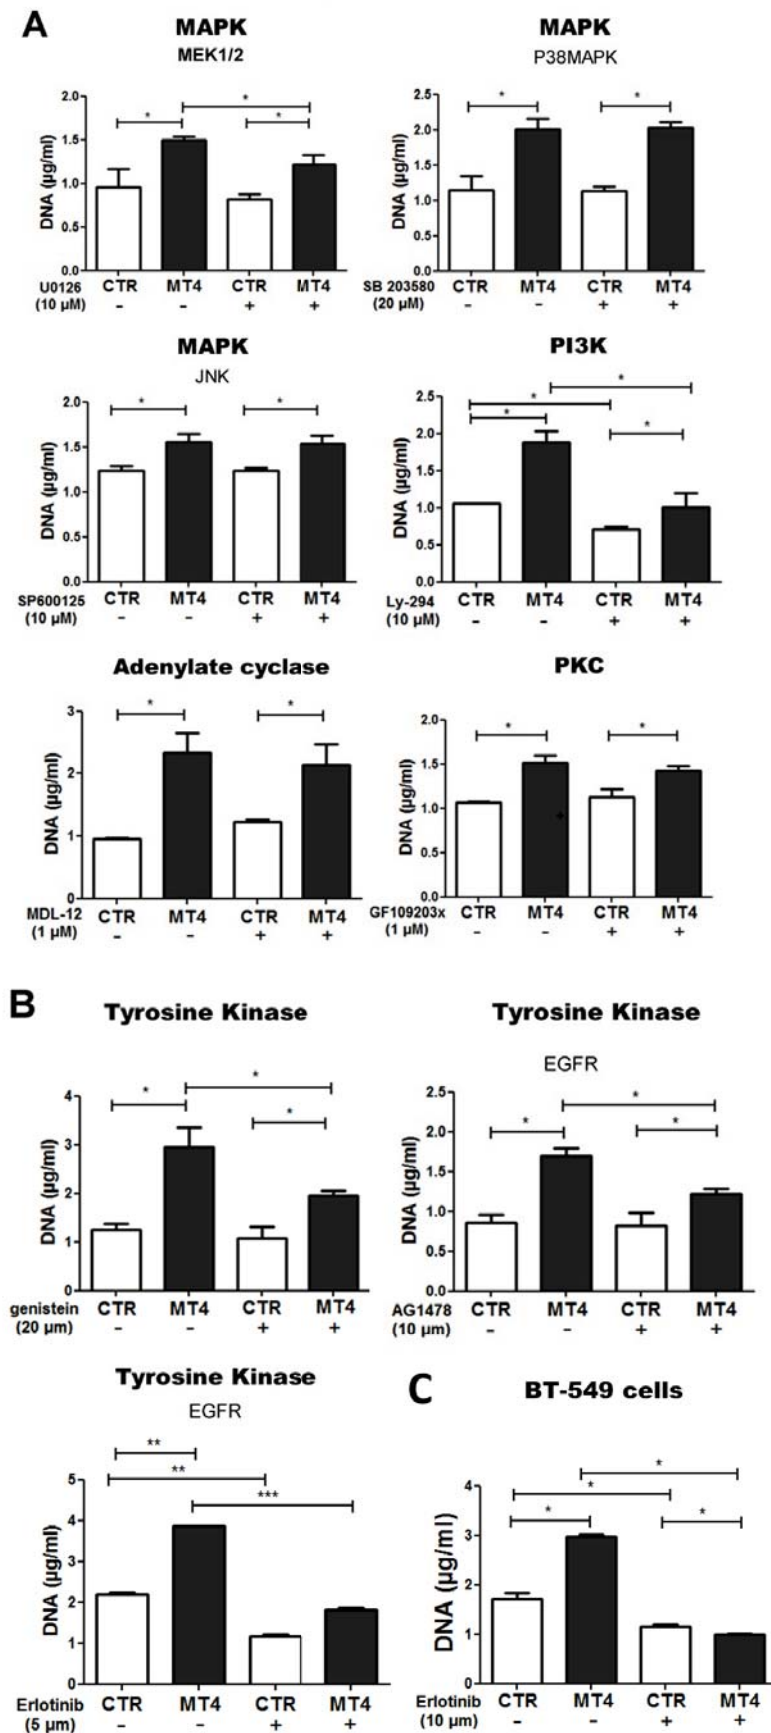 A
MAPK
MEK1/2
*
* *
DNA (µg/ml)
2.0
1.5
1.0
0.5
0.0
U0126 CTR MT4 CTR MT4
(10 µM) - - + +
MAPK
P38MAPK
* *
DNA (µg/ml)
2.5
2.0
1.5
1.0
0.5
0.0
SB 203580 CTR MT4 CTR MT4
(20 µM) - - + +
MAPK
JNK
* *
DNA (µg/ml)
2.0
1.5
1.0
0.5
0.0
SP600125 CTR MT4 CTR MT4
(10 µM) - - + +
PI3K
*
*
*
*
DNA (µg/ml)
2.5
2.0
1.5
1.0
0.5
0.0
Ly-294 CTR MT4 CTR MT4
(10 µM) - - + +
Adenylate cyclase
* *
DNA (µg/ml)
3
2
1
0
MDL-12 CTR MT4 CTR MT4
(1 µM) - - + +
PKC
* *
DNA (µg/ml)
2.0
1.5
1.0
0.5
0.0
GF109203x CTR MT4 CTR MT4
(1 µM) - - + +
B
Tyrosine Kinase
*
*
*
DNA (µg/ml)
4
3
2
1
0
genistein CTR MT4 CTR MT4
(20 µm) - - + +
Tyrosine Kinase
EGFR
*
* *
DNA (µg/ml)
2.5
2.0
1.5
1.0
0.5
0.0
AG1478 CTR MT4 CTR MT4
(10 µm) - - + +
Tyrosine Kinase
EGFR
**
**
***
DNA (µg/ml)
5
4
3
2
1
0
Erlotinib CTR MT4 CTR MT4
(5 µm) - - + +
C
BT-549 cells
*
*
* *
DNA (µg/ml)
4
3
2
1
0
Erlotinib CTR MT4 CTR MT4
(10 µm) - - + +